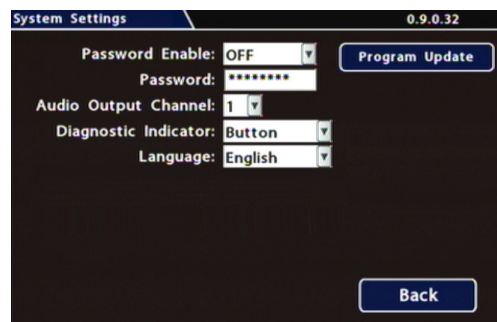 System Settings 0.9.0.32
Password Enable: OFF Program Update
Password: ********
Audio Output Channel: 1
Diagnostic Indicator: Button
Language: English
Back